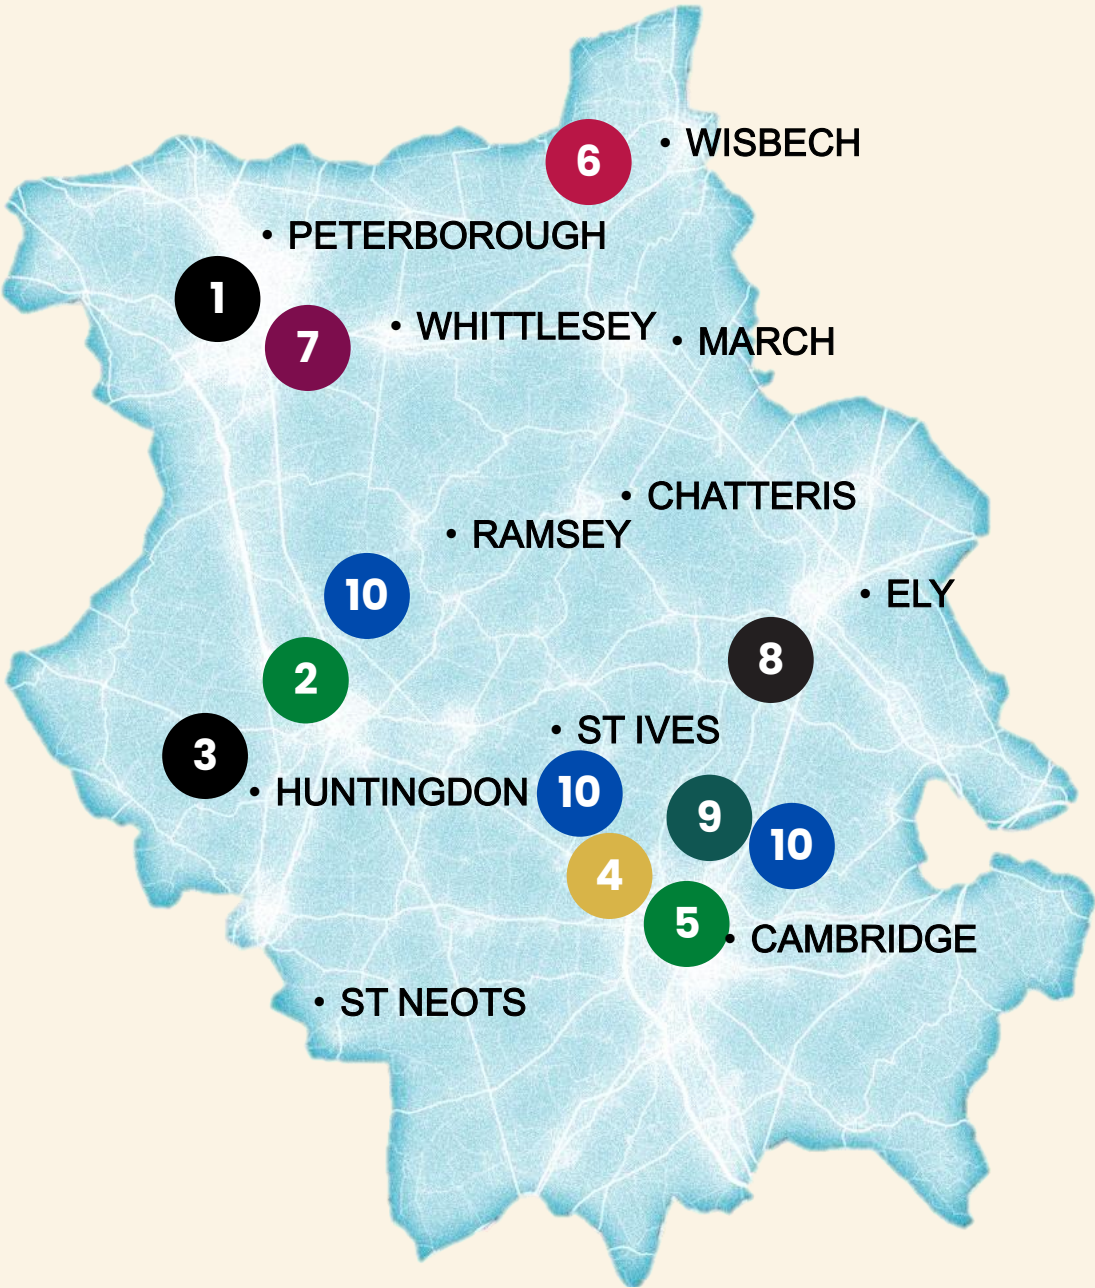 6
• WISBECH
• PETERBOROUGH
1
• WHITTLESEY
7
• MARCH
• CHATTERIS
• RAMSEY
10
• ELY
8
2
• ST IVES
3
• HUNTINGDON
10
9
10
4
5
• CAMBRIDGE
• ST NEOTS